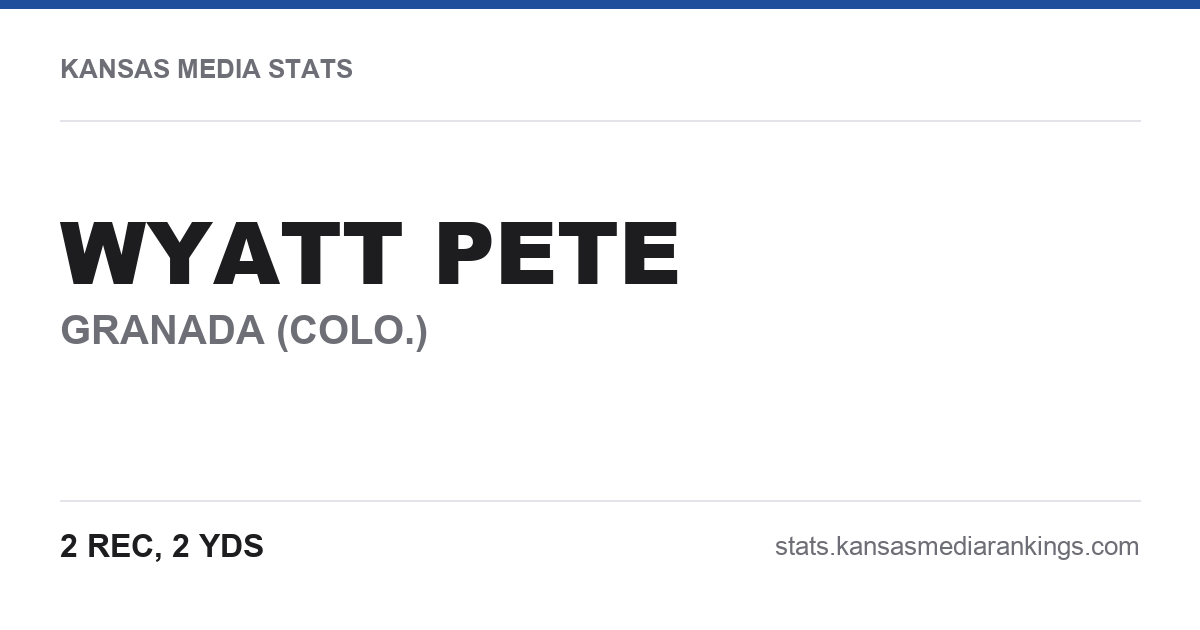 KANSAS MEDIA STATS
WYATT PETE
GRANADA (COLO.)
2 REC, 2 YDS
stats.kansasmediarankings.com